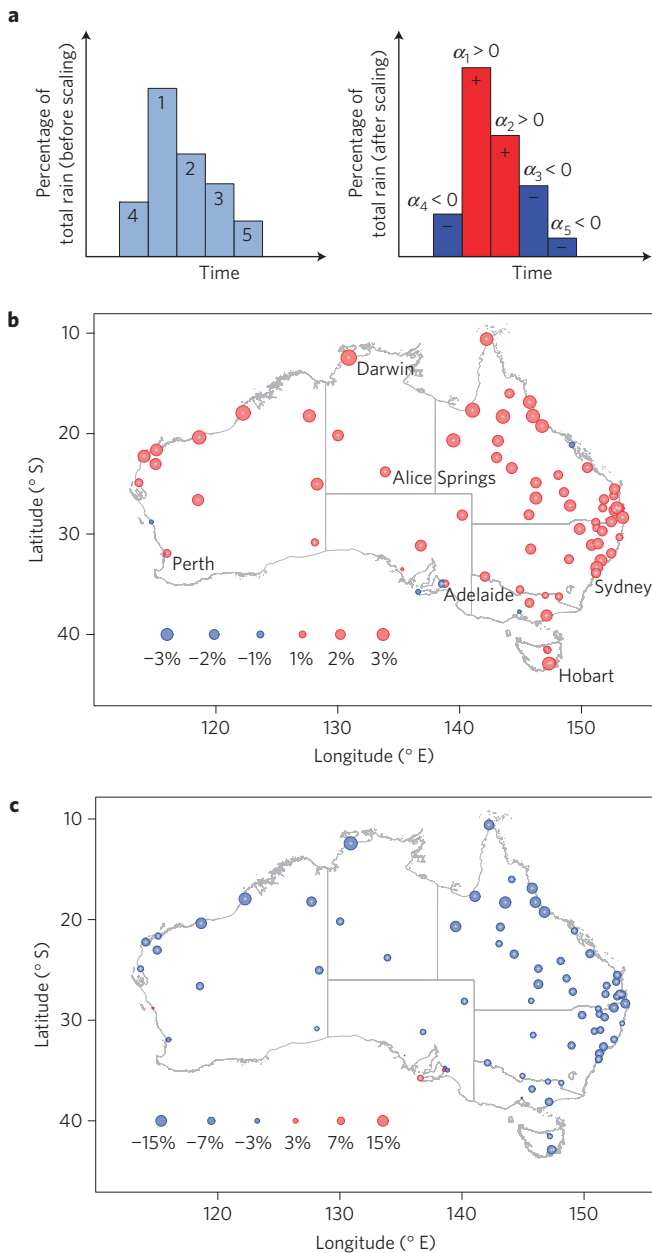 a
Percentage of
total rain (before scaling)
1
2
3
4
5
Time
Percentage of
total rain (after scaling)
α1 > 0
+
α2 > 0
+
α3 < 0
−
α4 < 0
−
α5 < 0
−
Time
b
Latitude (° S)
10
20
30
40
Darwin
Alice Springs
Perth
Adelaide
Sydney
Hobart
−3% −2% −1% 1% 2% 3%
120 130 140 150
Longitude (° E)
c
Latitude (° S)
10
20
30
40
−15% −7% −3% 3% 7% 15%
120 130 140 150
Longitude (° E)